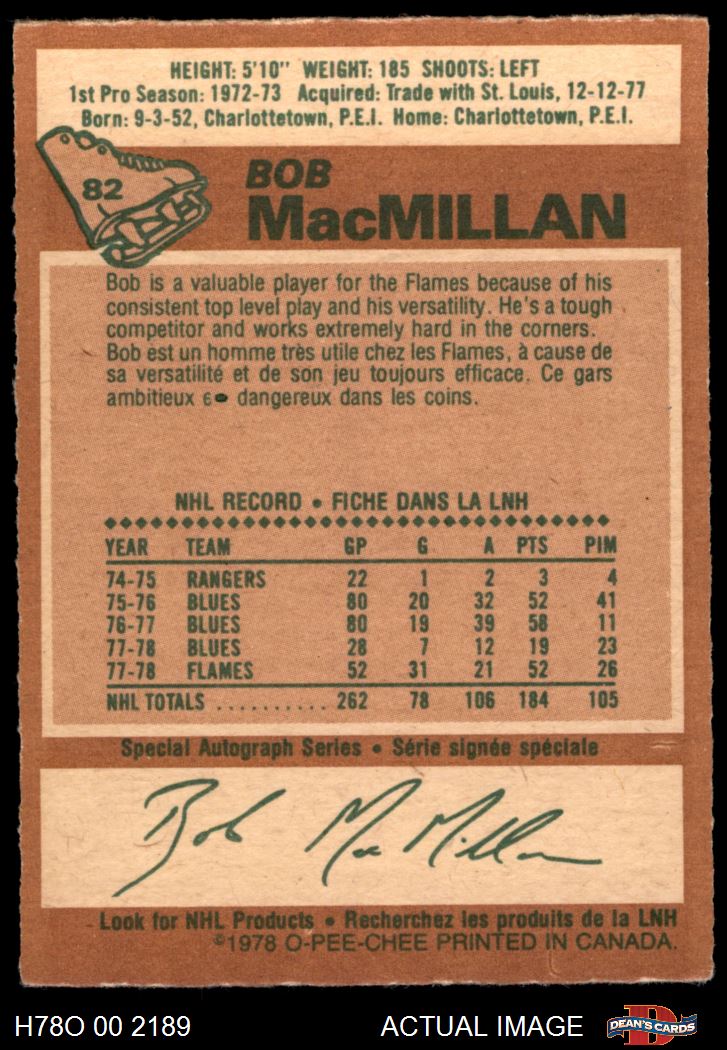 HEIGHT: 5'10" WEIGHT: 185 SHOOTS: LEFT
1st Pro Season: 1972-73 Acquired: Trade with St. Louis, 12-12-77
Born: 9-3-52, Charlottetown, P.E.I. Home: Charlottetown, P.E.I.
82
BOB
MacMILLAN
Bob is a valuable player for the Flames because of his
consistent top level play and his versatility. He's a tough
competitor and works extremely hard in the corners.
Bob est un homme très utile chez les Flames, à cause de
sa versatilité et de son jeu toujours efficace. Ce gars
ambitieux dangereux dans les coins.
NHL RECORD • FICHE DANS LA LNH
YEAR TEAM GP G A PTS PIM
74-75 RANGERS 22 1 2 3 4
75-76 BLUES 80 20 32 52 41
76-77 BLUES 80 19 39 58 11
77-78 BLUES 28 7 12 19 23
77-78 FLAMES 52 31 21 52 26
NHL TOTALS .......... 262 78 106 184 105
Special Autograph Series • Série signée spéciale
Bob MacMillan
Look for NHL Products • Recherchez les produits de la LNH
©1978 O-PEE-CHEE PRINTED IN CANADA.
H78O 00 2189 ACTUAL IMAGE
DEAN'S CARDS